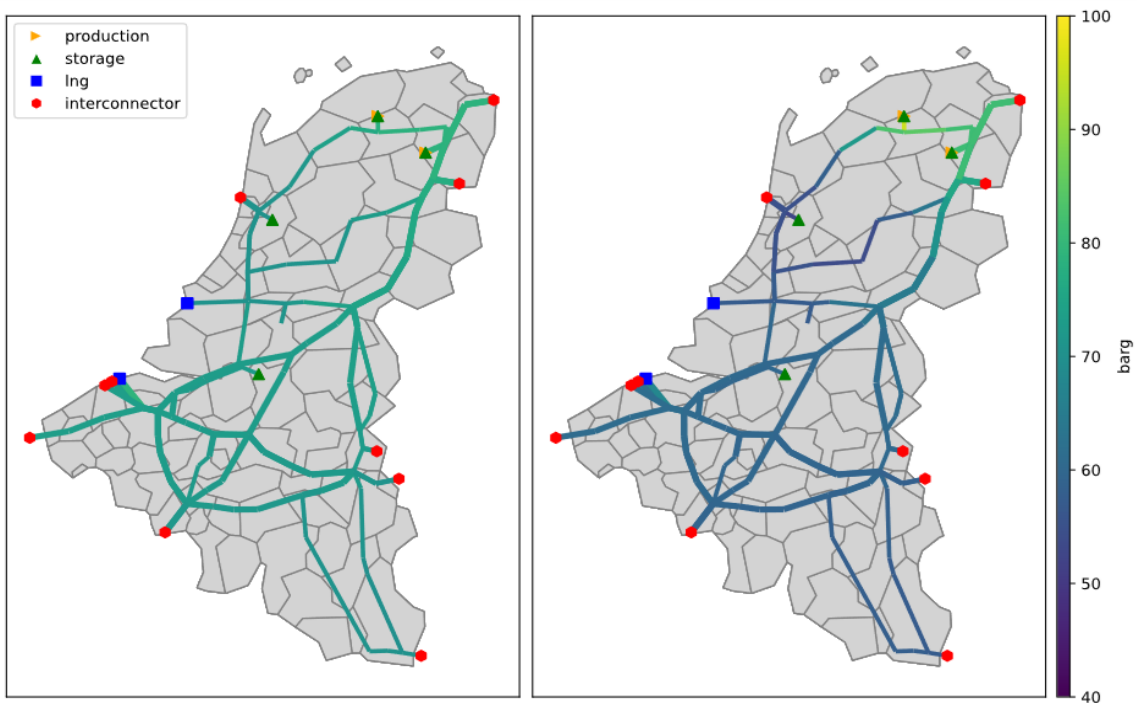 production
storage
lng
interconnector
100
90
80
70
60
50
40
barg